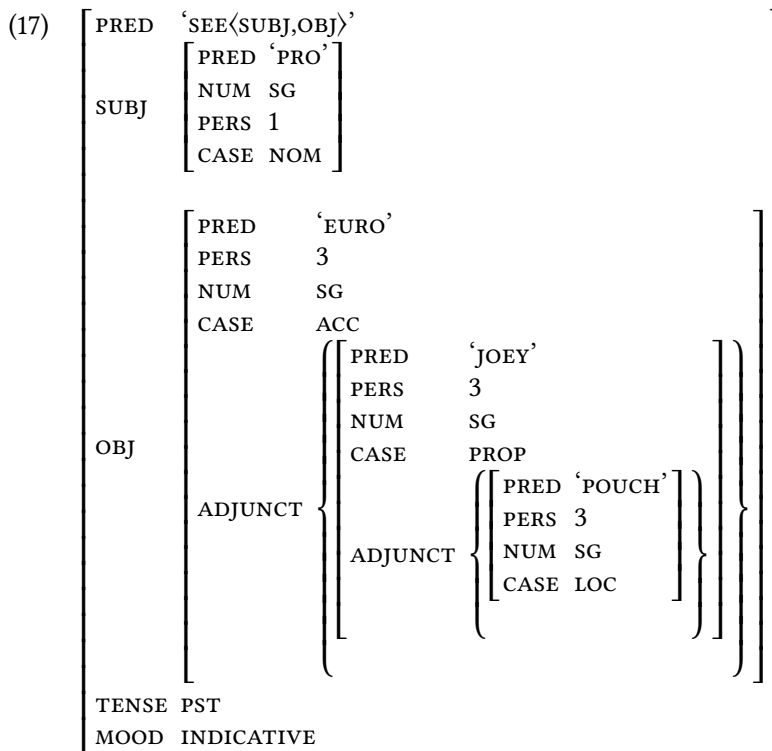 (17) PRED ‘SEE⟨SUBJ,OBJ⟩’
PRED ‘PRO’
NUM SG
SUBJ
PERS 1
CASE NOM
PRED ‘EURO’
PERS 3
NUM SG
CASE ACC
PRED ‘JOEY’
PERS 3
NUM SG
OBJ
CASE PROP
PRED ‘POUCH’
ADJUNCT
PERS 3
ADJUNCT
NUM SG
CASE LOC
TENSE PST
MOOD INDICATIVE